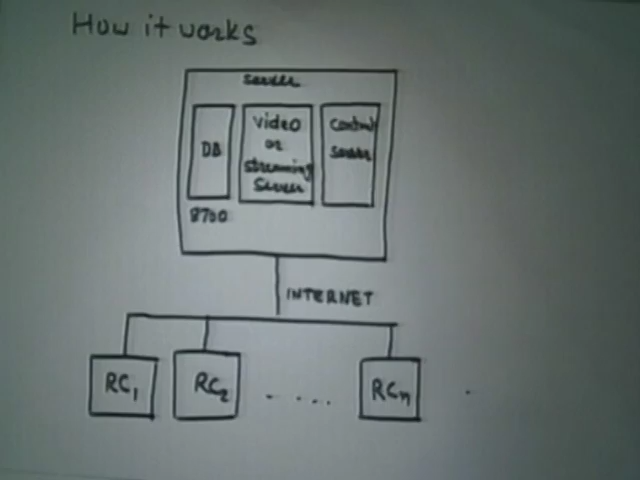 How it works
server
DB
video
or
streaming
server
control
server
8700
INTERNET
RC1
RC2
RCn